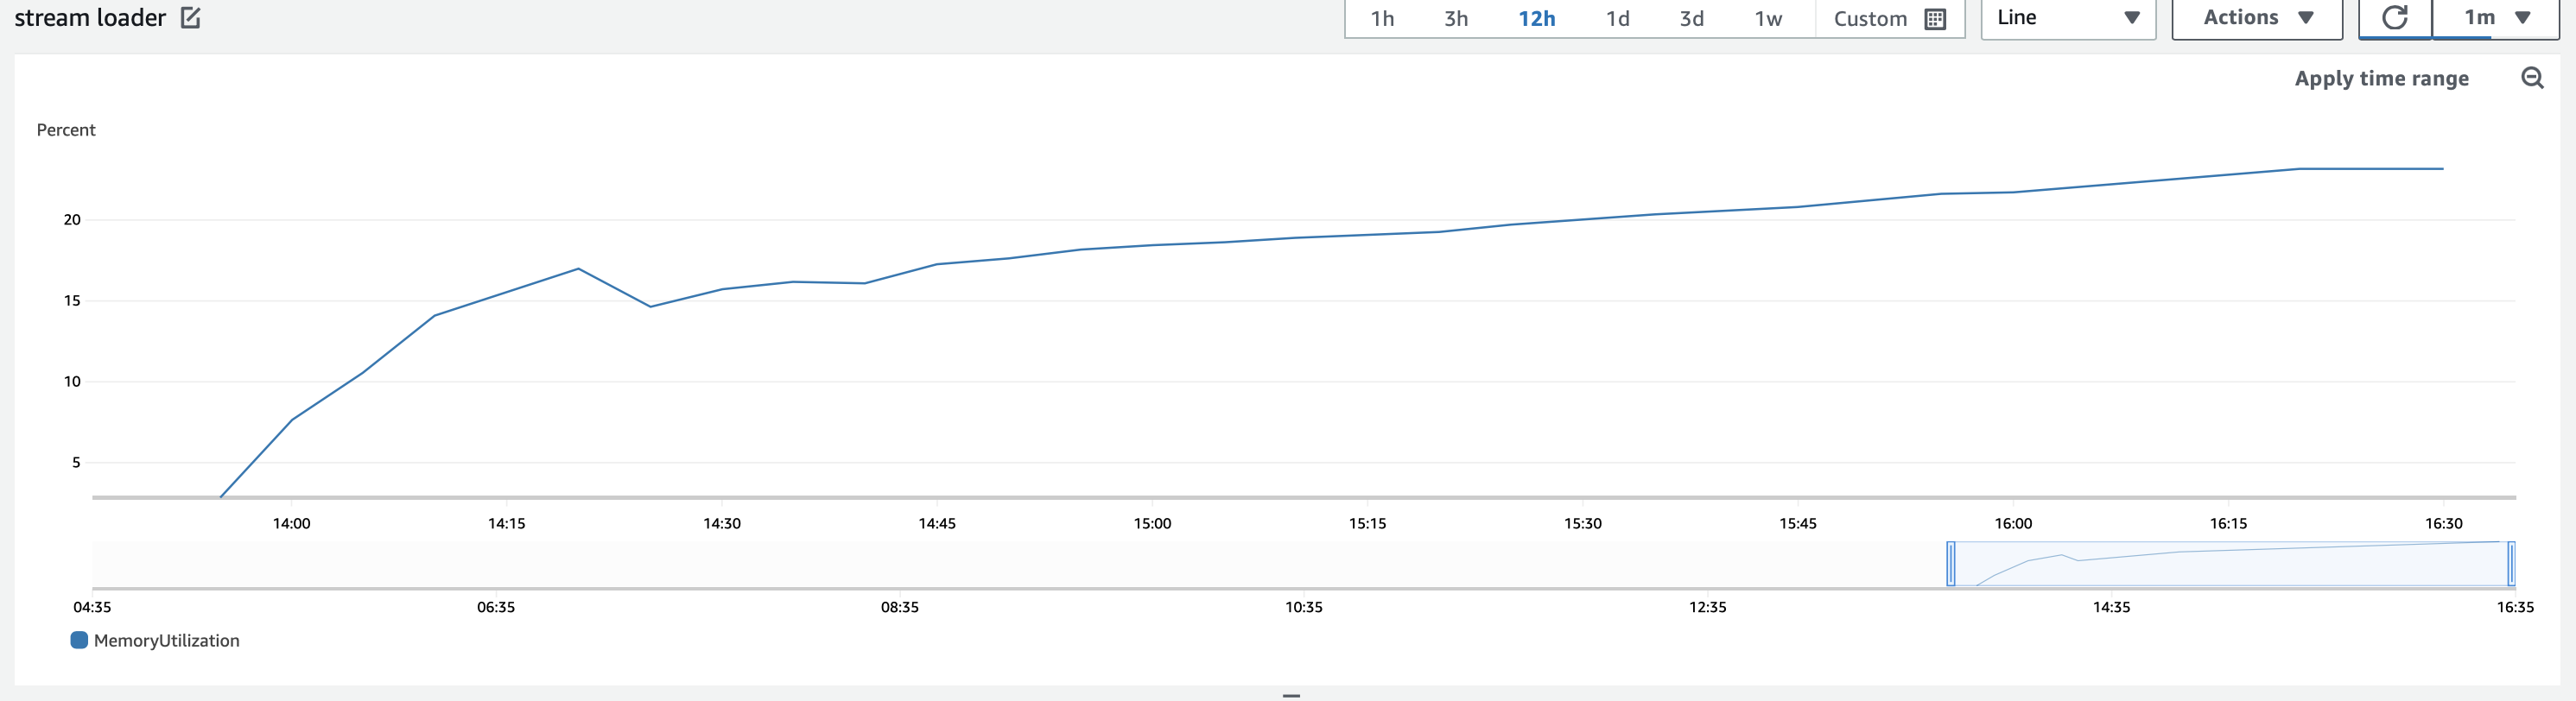 stream loader
1h 3h 12h 1d 3d 1w Custom Line Actions 1m
Apply time range
Percent
20
15
10
5
14:00 14:15 14:30 14:45 15:00 15:15 15:30 15:45 16:00 16:15 16:30
04:35 06:35 08:35 10:35 12:35 14:35 16:35
MemoryUtilization